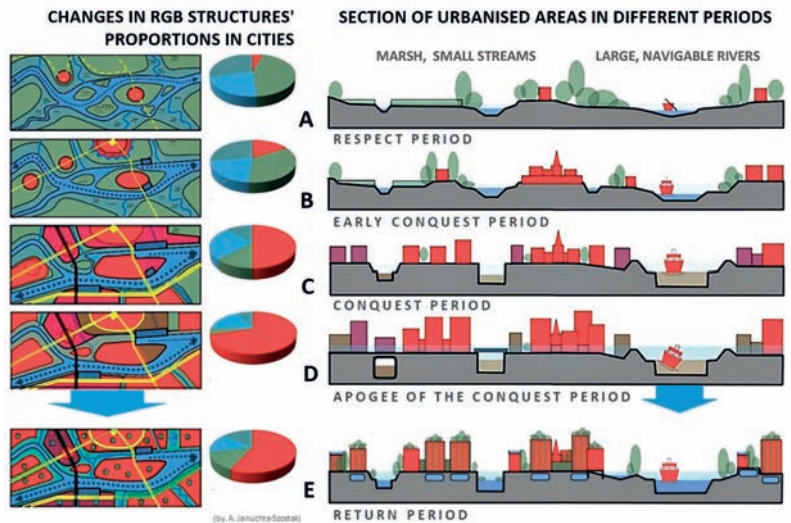 CHANGES IN RGB STRUCTURES'
PROPORTIONS IN CITIES
SECTION OF URBANISED AREAS IN DIFFERENT PERIODS
MARSH, SMALL STREAMS
LARGE, NAVIGABLE RIVERS
A
RESPECT PERIOD
B
EARLY CONQUEST PERIOD
C
CONQUEST PERIOD
D
APOGEE OF THE CONQUEST PERIOD
E
RETURN PERIOD
(by. A. Januchta-Szostak)